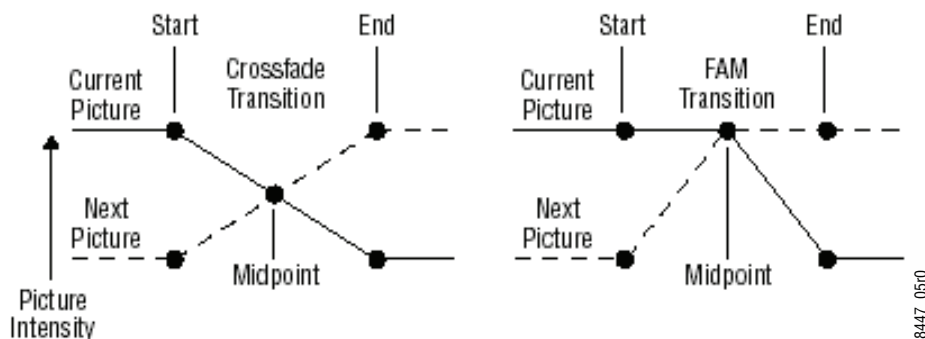 Start
End
Current
Picture
Crossfade
Transition
Next
Picture
Midpoint
Picture
Intensity
Start
End
Current
Picture
FAM
Transition
Next
Picture
Midpoint
8447_05r0